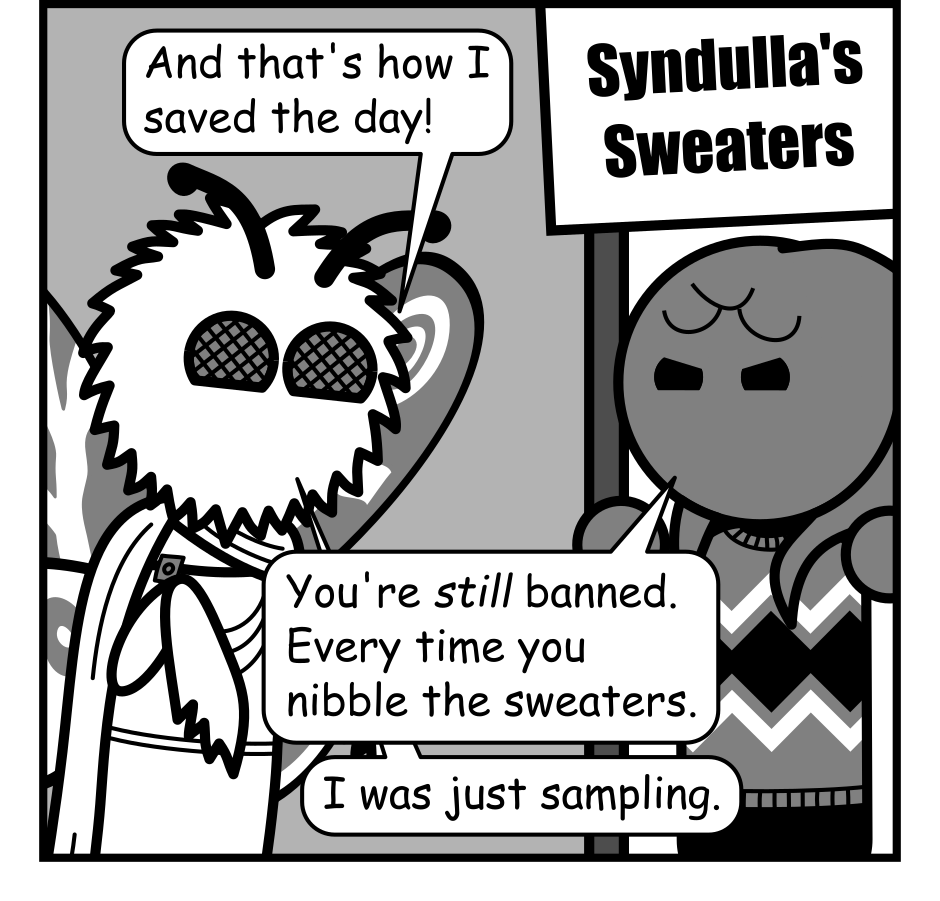 And that's how I
saved the day!
Syndulla's
Sweaters
You're still banned.
Every time you
nibble the sweaters.
I was just sampling.